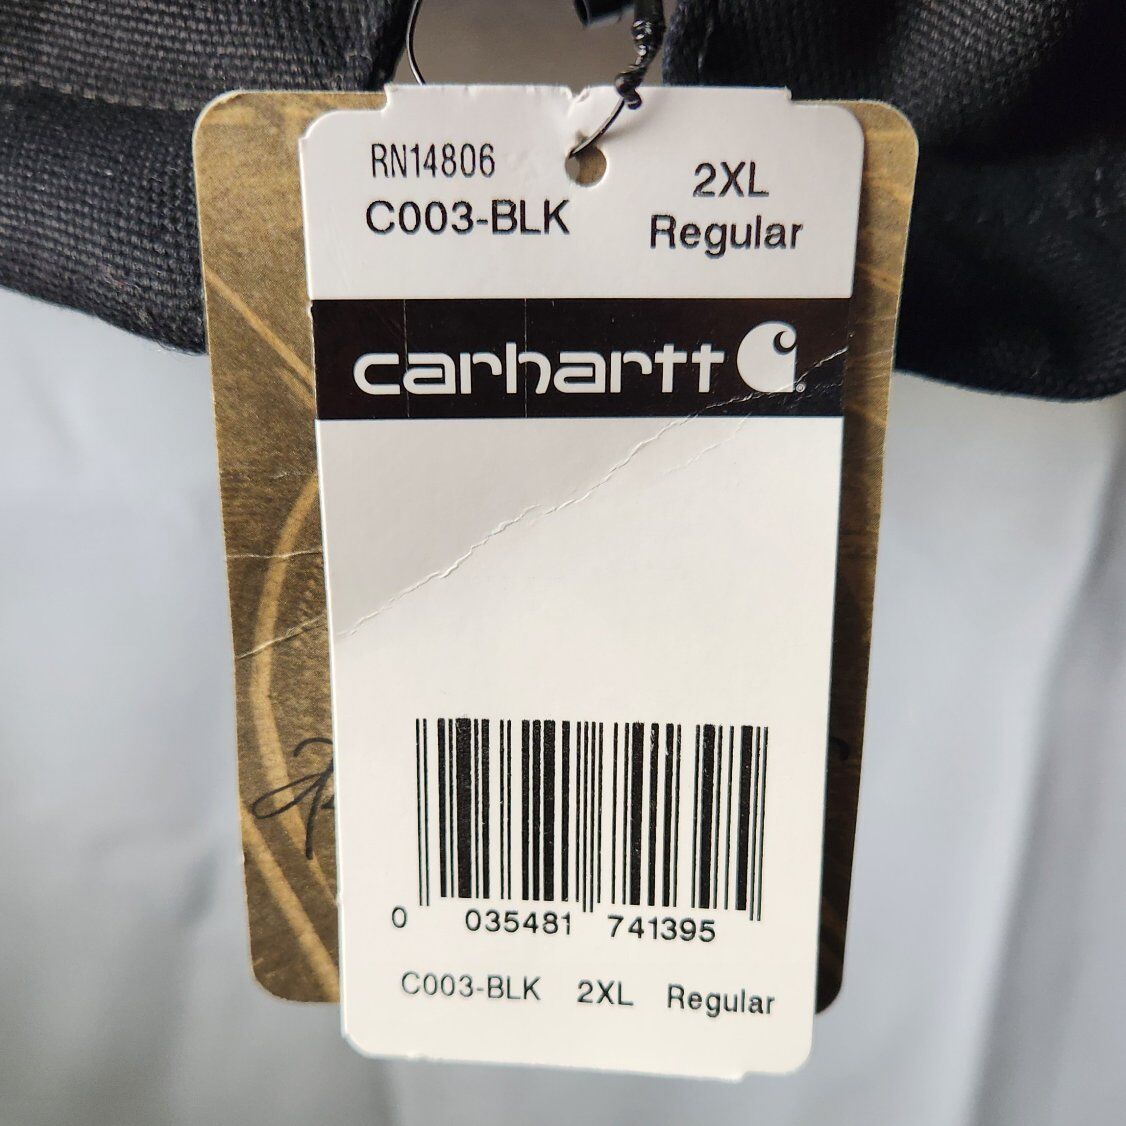 RN14806
C003-BLK
2XL
Regular
carhartt
0 035481 741395
C003-BLK 2XL Regular